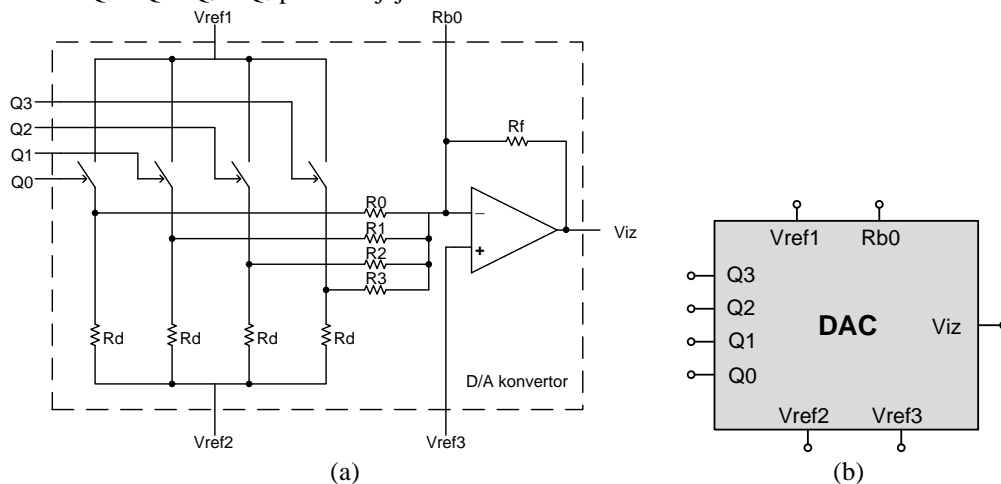 Vref1
Rb0
Q3
Q2
Q1
Q0
Rf
R0
R1
R2
R3
−
+
Viz
Rd
Rd
Rd
Rd
D/A konvertor
Vref2
Vref3
(a)
Vref1
Rb0
Q3
Q2
Q1
Q0
DAC
Viz
Vref2
Vref3
(b)